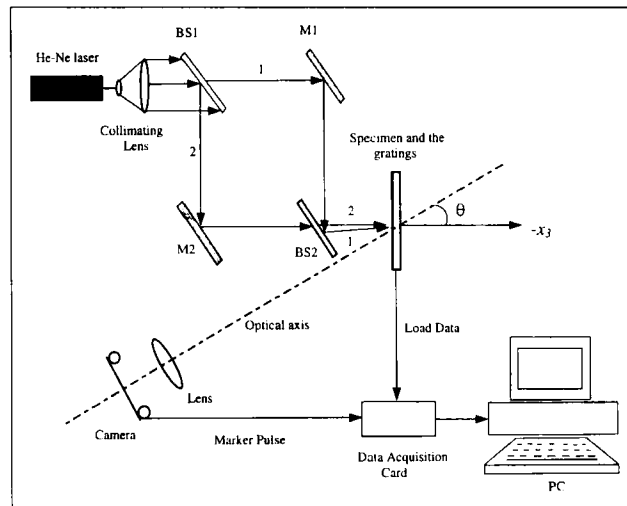 He-Ne laser
BS1
M1
1
Collimating
Lens
2
Specimen and the
gratings
M2
BS2
2
1
θ
-x₃
Optical axis
Load Data
Lens
Camera
Marker Pulse
Data Acquisition
Card
PC